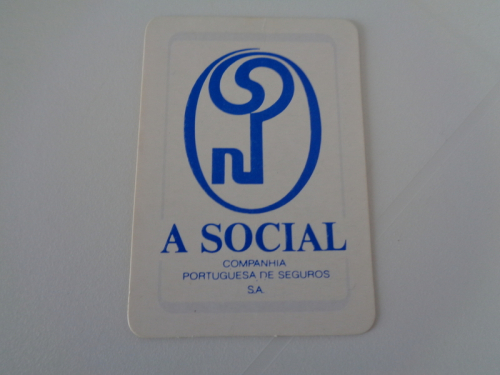 A SOCIAL
COMPANHIA
PORTUGUESA DE SEGUROS
S.A.